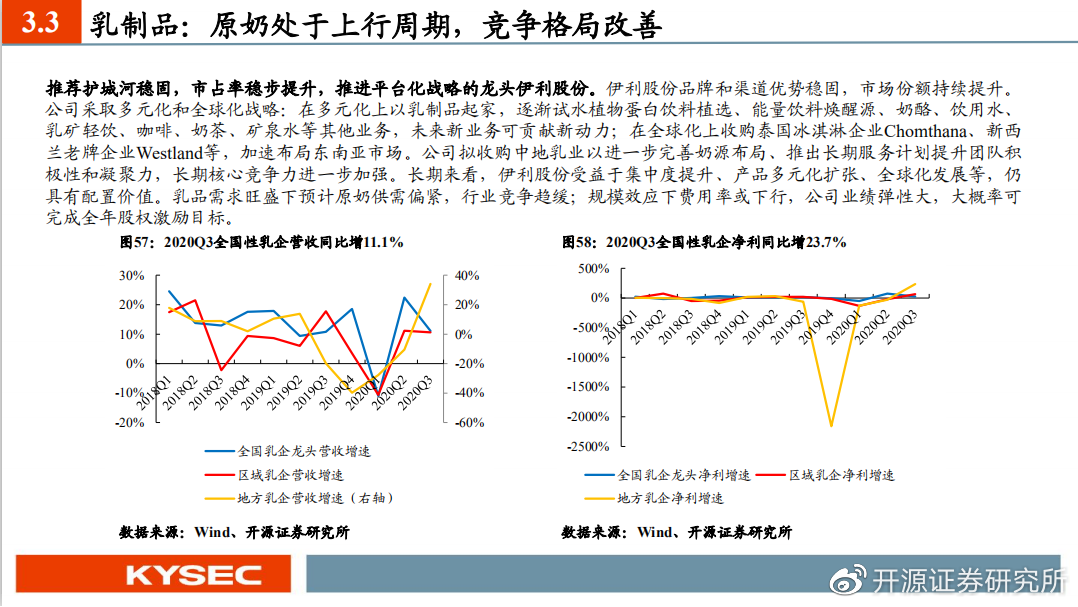 3.3
乳制品：原奶处于上行周期，竞争格局改善
推荐护城河稳固，市占率稳步提升，推进平台化战略的龙头伊利股份。伊利股份品牌和渠道优势稳固，市场份额持续提升。
公司采取多元化和全球化战略：在多元化上以乳制品起家，逐渐试水植物蛋白饮料植选、能量饮料焕醒源、奶酪、饮用水、
乳矿轻饮、咖啡、奶茶、矿泉水等其他业务，未来新业务可贡献新动力；在全球化上收购泰国冰淇淋企业Chomthana、新西
兰老牌企业Westland等，加速布局东南亚市场。公司拟收购中地乳业以进一步完善奶源布局、推出长期服务计划提升团队积
极性和凝聚力，长期核心竞争力进一步加强。长期来看，伊利股份受益于集中度提升、产品多元化扩张、全球化发展等，仍
具有配置价值。乳品需求旺盛下预计原奶供需偏紧，行业竞争趋缓；规模效应下费用率或下行，公司业绩弹性大，大概率可
完成全年股权激励目标。
图57：2020Q3全国性乳企营收同比增11.1%
30%
20%
10%
0%
-10%
-20%
40%
20%
0%
-20%
-40%
-60%
2018Q1
2018Q2
2018Q3
2018Q4
2019Q1
2019Q2
2019Q3
2019Q4
2020Q1
2020Q2
2020Q3
全国乳企龙头营收增速
区域乳企营收增速
地方乳企营收增速（右轴）
数据来源：Wind、开源证券研究所
图58：2020Q3全国性乳企净利同比增23.7%
500%
0%
-500%
-1000%
-1500%
-2000%
-2500%
2018Q1
2018Q2
2018Q3
2018Q4
2019Q1
2019Q2
2019Q3
2019Q4
2020Q1
2020Q2
2020Q3
全国乳企龙头净利增速
区域乳企净利增速
地方乳企净利增速
数据来源：Wind、开源证券研究所
KYSEC
开源证券研究所